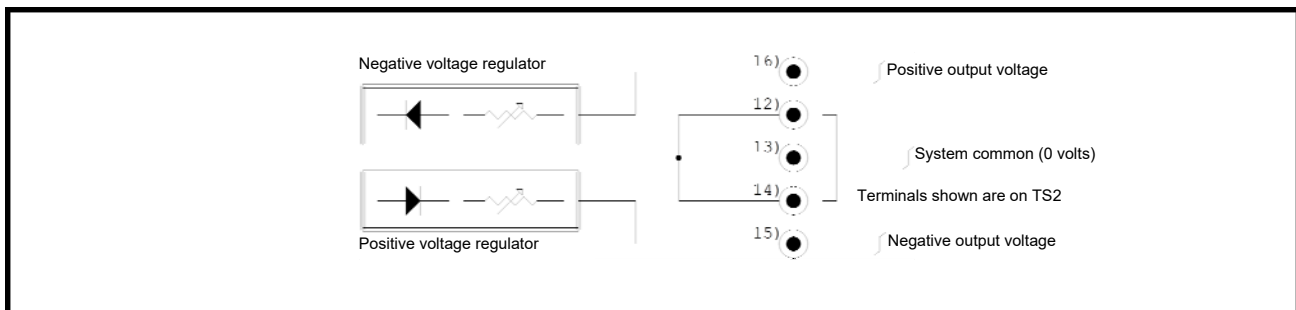 Negative voltage regulator
16)
Positive output voltage
12)
13)
System common (0 volts)
14)
Terminals shown are on TS2
Positive voltage regulator
15)
Negative output voltage